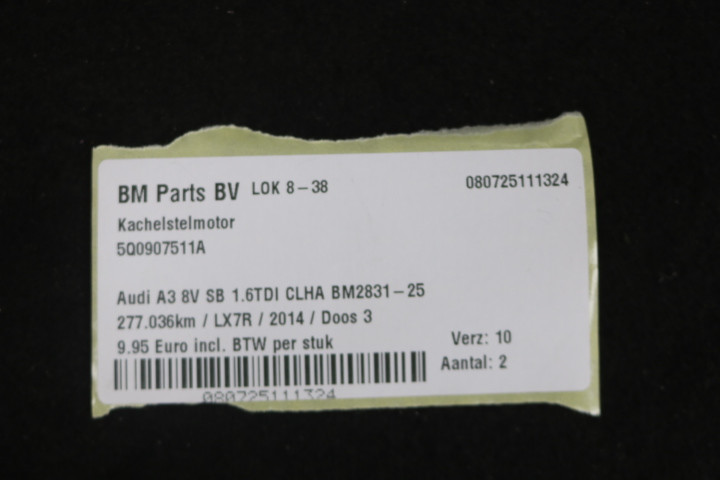 BM Parts BV LOK 8-38 080725111324
Kachelstelmotor
5Q0907511A
Audi A3 8V SB 1.6TDI CLHA BM2831-25
277.036km / LX7R / 2014 / Doos 3
9.95 Euro incl. BTW per stuk
Verz: 10
Aantal: 2
080725111324